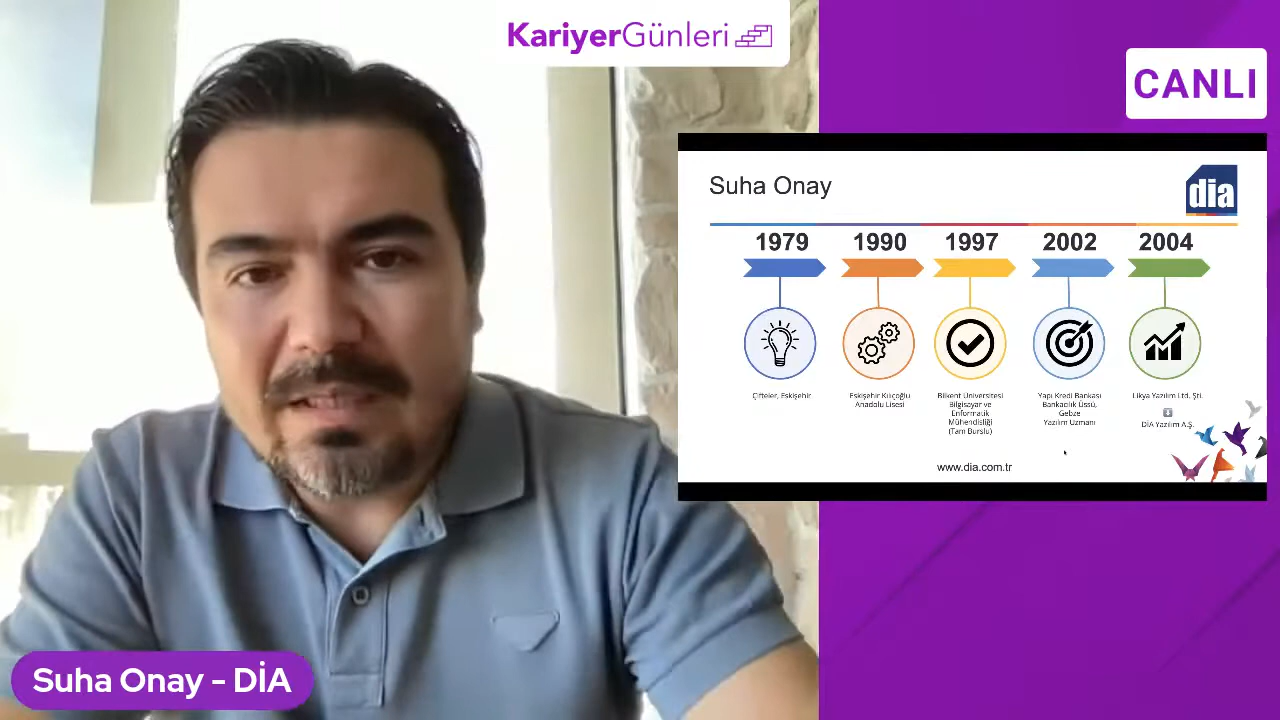 KariyerGünleri
CANLI
Suha Onay
dia
1979
1990
1997
2002
2004
Çifteler, Eskişehir
Eskişehir Kılıçoğlu
Anadolu Lisesi
Bilkent Üniversitesi
Bilgisayar ve
Enformatik
Mühendisliği
(Tam Burslu)
Yapı Kredi Bankası
Bankacılık Üssü,
Gebze
Yazılım Uzmanı
Likya Yazılım Ltd. Şti.
DİA Yazılım A.Ş.
www.dia.com.tr
Suha Onay - DİA